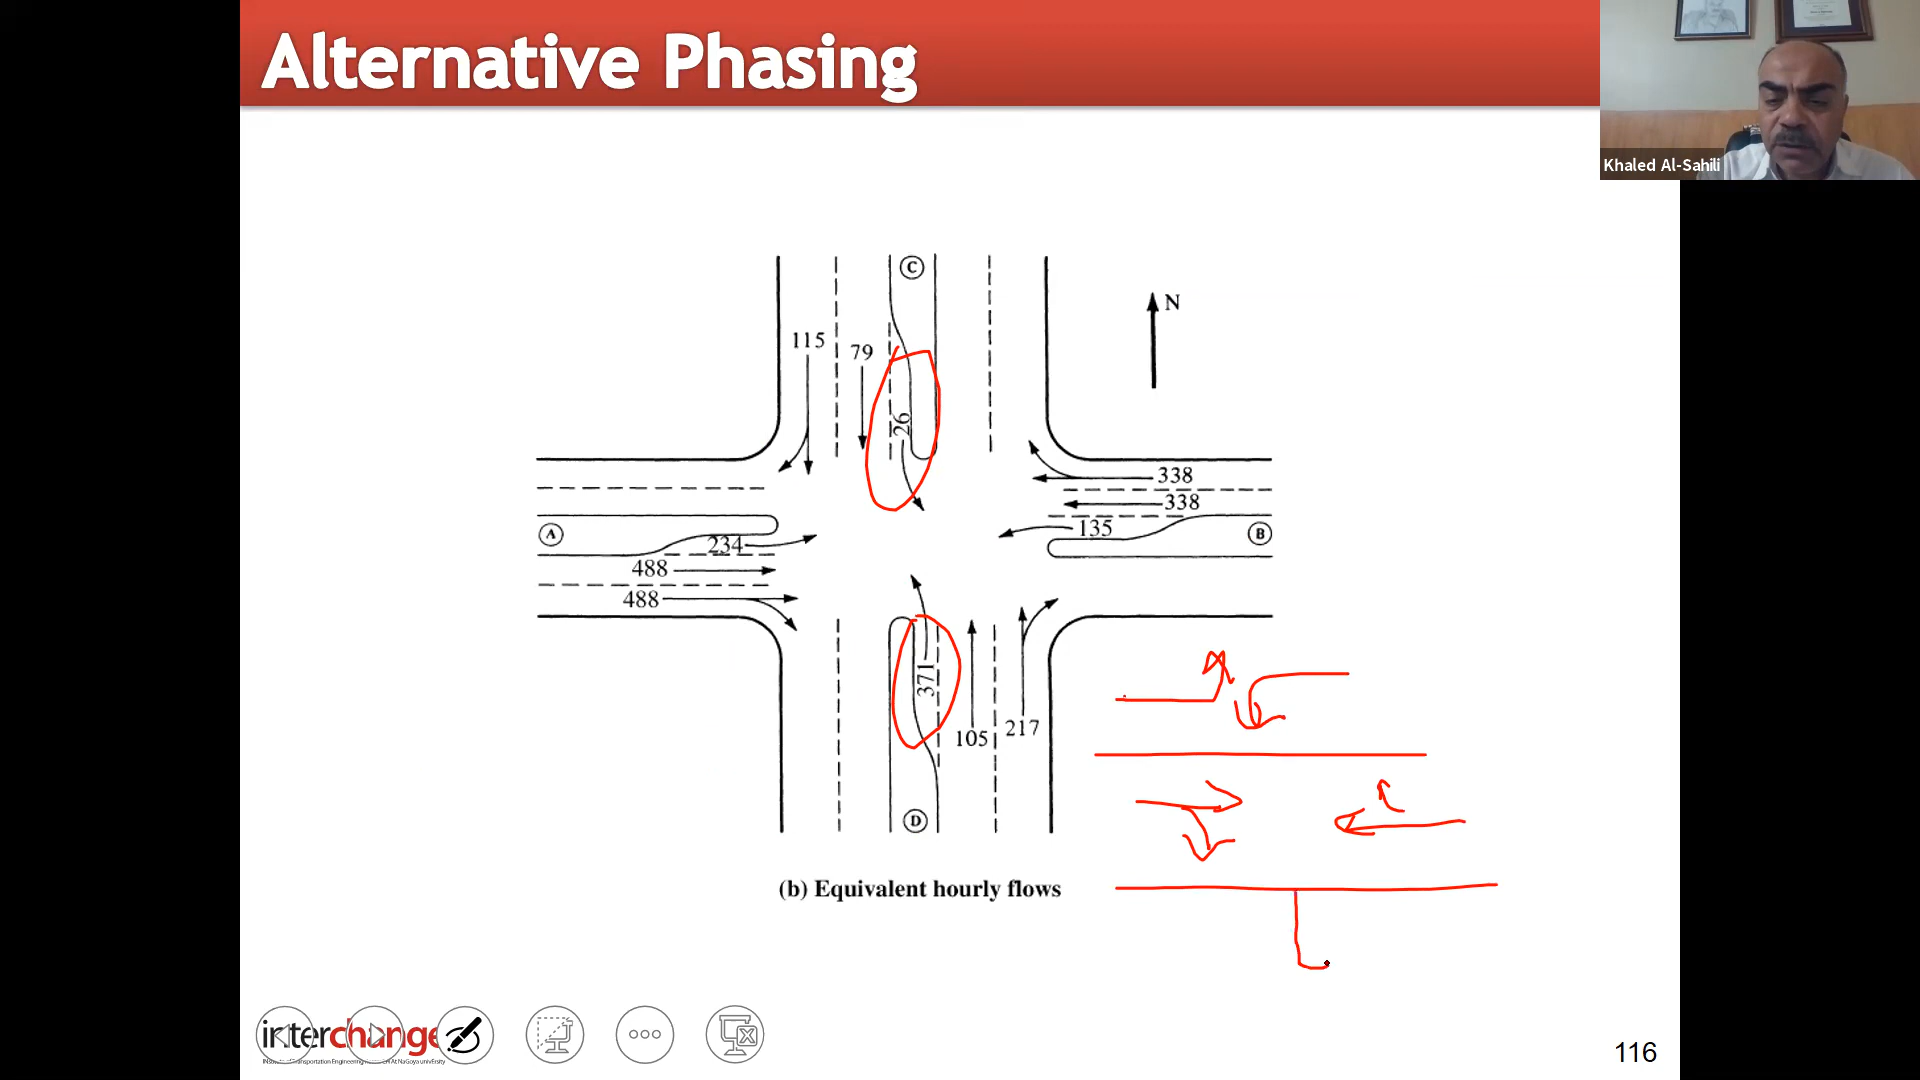 Alternative Phasing
Khaled Al-Sahili
C
N
115
79
26
338
338
135
A
B
234
488
488
371
105
217
D
(b) Equivalent hourly flows
interchange
116